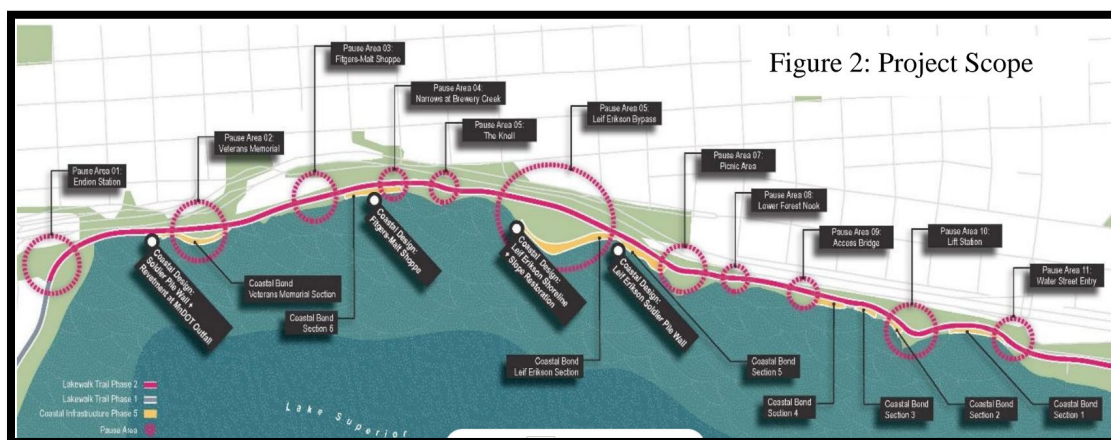 Figure 2: Project Scope
Pause Area 03:
Fitgers-Malt Shoppe
Pause Area 04:
Narrows at Brewery Creek
Pause Area 05:
The Knoll
Pause Area 05:
Leif Erikson Bypass
Pause Area 02:
Veterans Memorial
Pause Area 01:
Endion Station
Pause Area 07:
Picnic Area
Pause Area 08:
Lower Forest Nook
Pause Area 09:
Access Bridge
Pause Area 10:
Lift Station
Pause Area 11:
Water Street Entry
Coastal Design:
Soldier Pile Wall +
Revetment at MnDOT Outfall
Coastal Bond
Veterans Memorial Section
Coastal Bond
Section 6
Coastal Design:
Fitgers-Malt Shoppe
Coastal Design:
Leif Erikson Shoreline
+ Slope Restoration
Coastal Design:
Leif Erikson Soldier Pile Wall
Coastal Bond
Leif Erikson Section
Coastal Bond
Section 5
Coastal Bond
Section 4
Coastal Bond
Section 3
Coastal Bond
Section 2
Coastal Bond
Section 1
Lakewalk Trail Phase 2
Lakewalk Trail Phase 1
Coastal Infrastructure Phase 5
Pause Area
Lake Superior